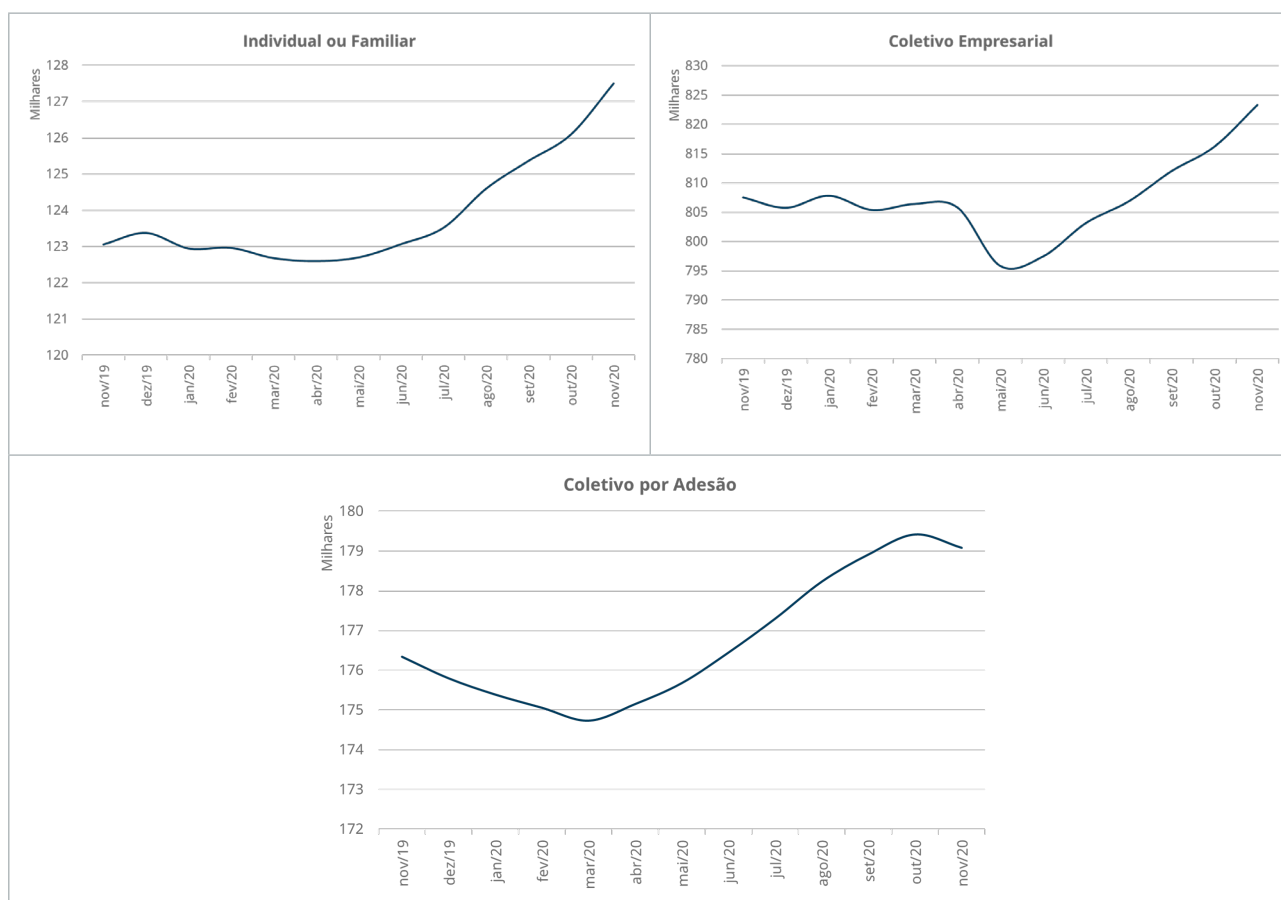 Individual ou Familiar
Milhares
128
127
126
125
124
123
122
121
120
nov/19
dez/19
jan/20
fev/20
mar/20
abr/20
mai/20
jun/20
jul/20
ago/20
set/20
out/20
nov/20
Coletivo Empresarial
Milhares
830
825
820
815
810
805
800
795
790
785
780
nov/19
dez/19
jan/20
fev/20
mar/20
abr/20
mai/20
jun/20
jul/20
ago/20
set/20
out/20
nov/20
Coletivo por Adesão
Milhares
180
179
178
177
176
175
174
173
172
nov/19
dez/19
jan/20
fev/20
mar/20
abr/20
mai/20
jun/20
jul/20
ago/20
set/20
out/20
nov/20